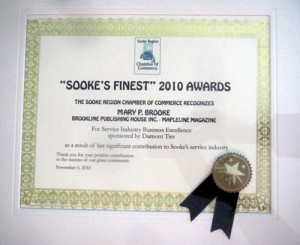 Sooke Region
Chamber of
Commerce
"SOOKE'S FINEST" 2010 AWARDS
THE SOOKE REGION CHAMBER OF COMMERCE RECOGNIZES
MARY P. BROOKE
BROOKLINE PUBLISHING HOUSE INC. - MAPLELINE MAGAZINE
For Service Industry Business Excellence
sponsored by Dumont Tire
as a result of her significant contribution to Sooke's service industry
Thank you for your positive contribution
to the success of our great community
November 6, 2010